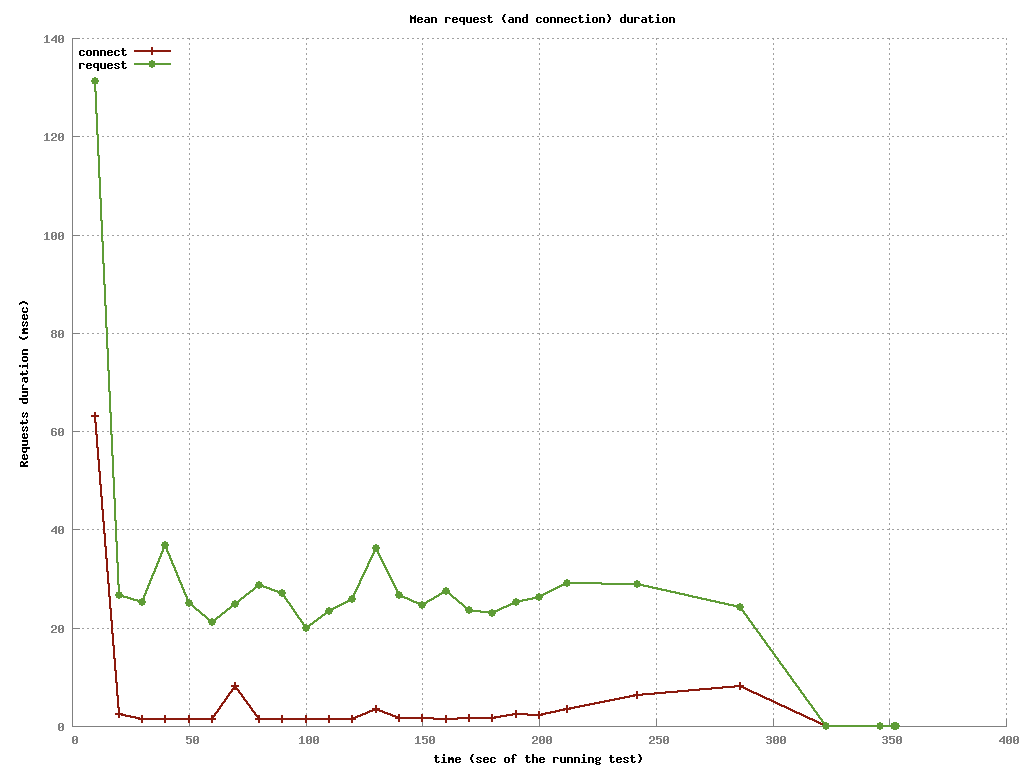 Mean request (and connection) duration
140
connect
request
120
100
80
60
40
20
0
Requests duration (msec)
0 50 100 150 200 250 300 350 400
time (sec of the running test)